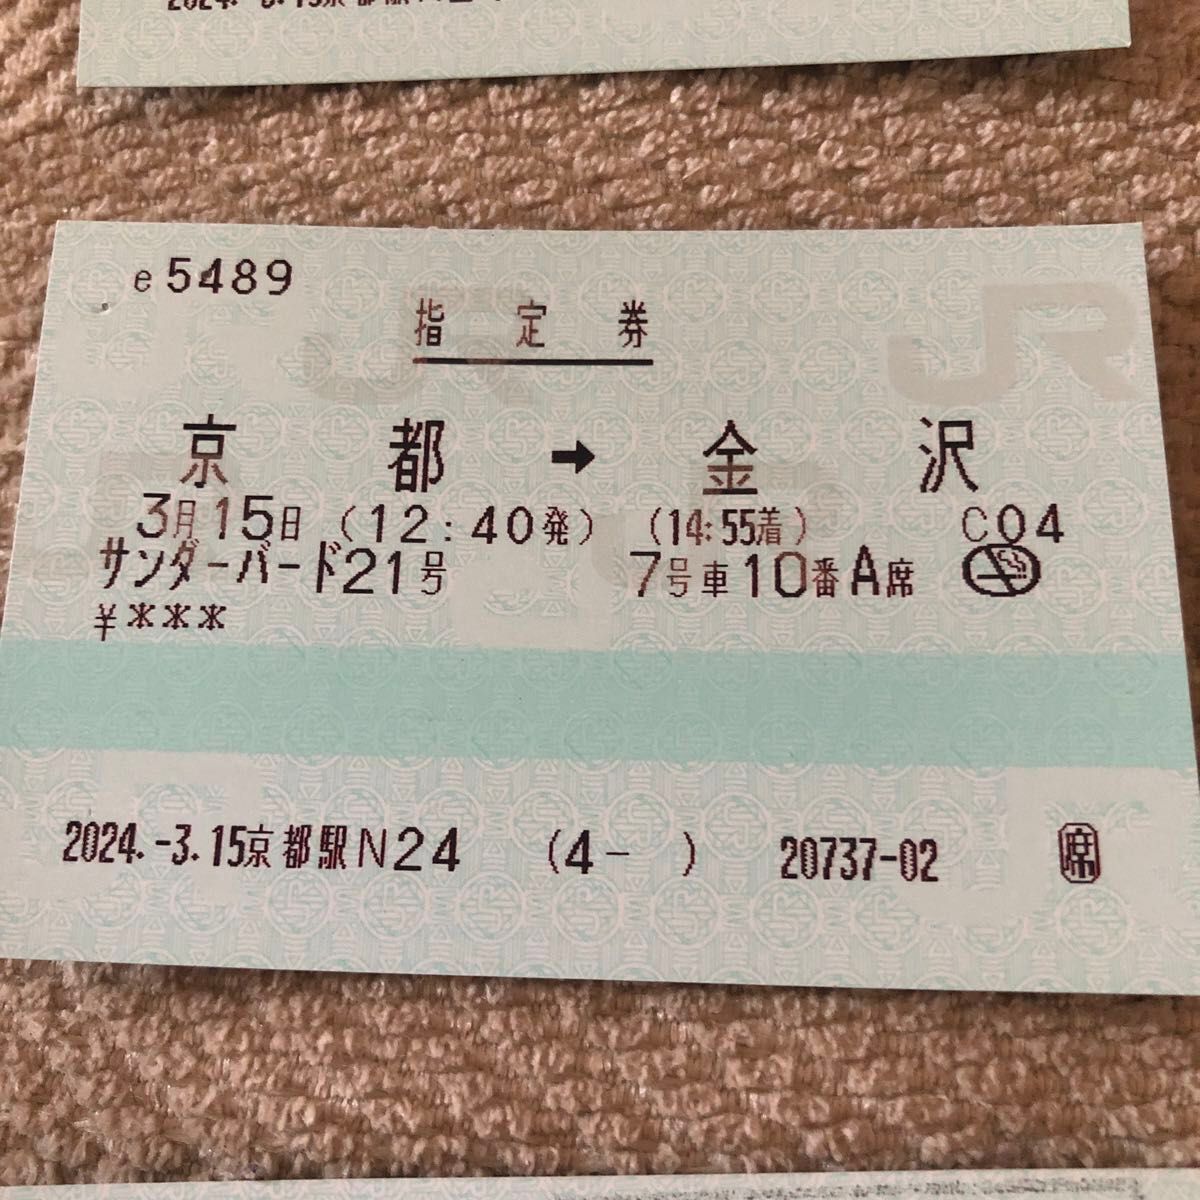 e5489
指定券
京都→金沢
3月15日(12:40発) (14:55着) C04
サンダーバード21号 7号車10番A席
¥***
2024.-3.15京都駅N24 (4- ) 20737-02 席